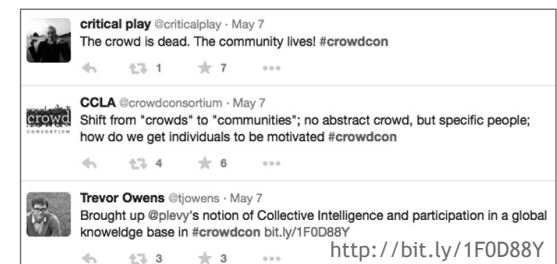 critical play @criticalplay · May 7
The crowd is dead. The community lives! #crowdcon
1 7
CCLA @crowdconsortium · May 7
crowd
CONSORTIUM
Shift from "crowds" to "communities"; no abstract crowd, but specific people;
how do we get individuals to be motivated #crowdcon
4 6
Trevor Owens @tjowens · May 7
Brought up @plevy's notion of Collective Intelligence and participation in a global
knoweldge base in #crowdcon bit.ly/1F0D88Y
3 3
http://bit.ly/1F0D88Y